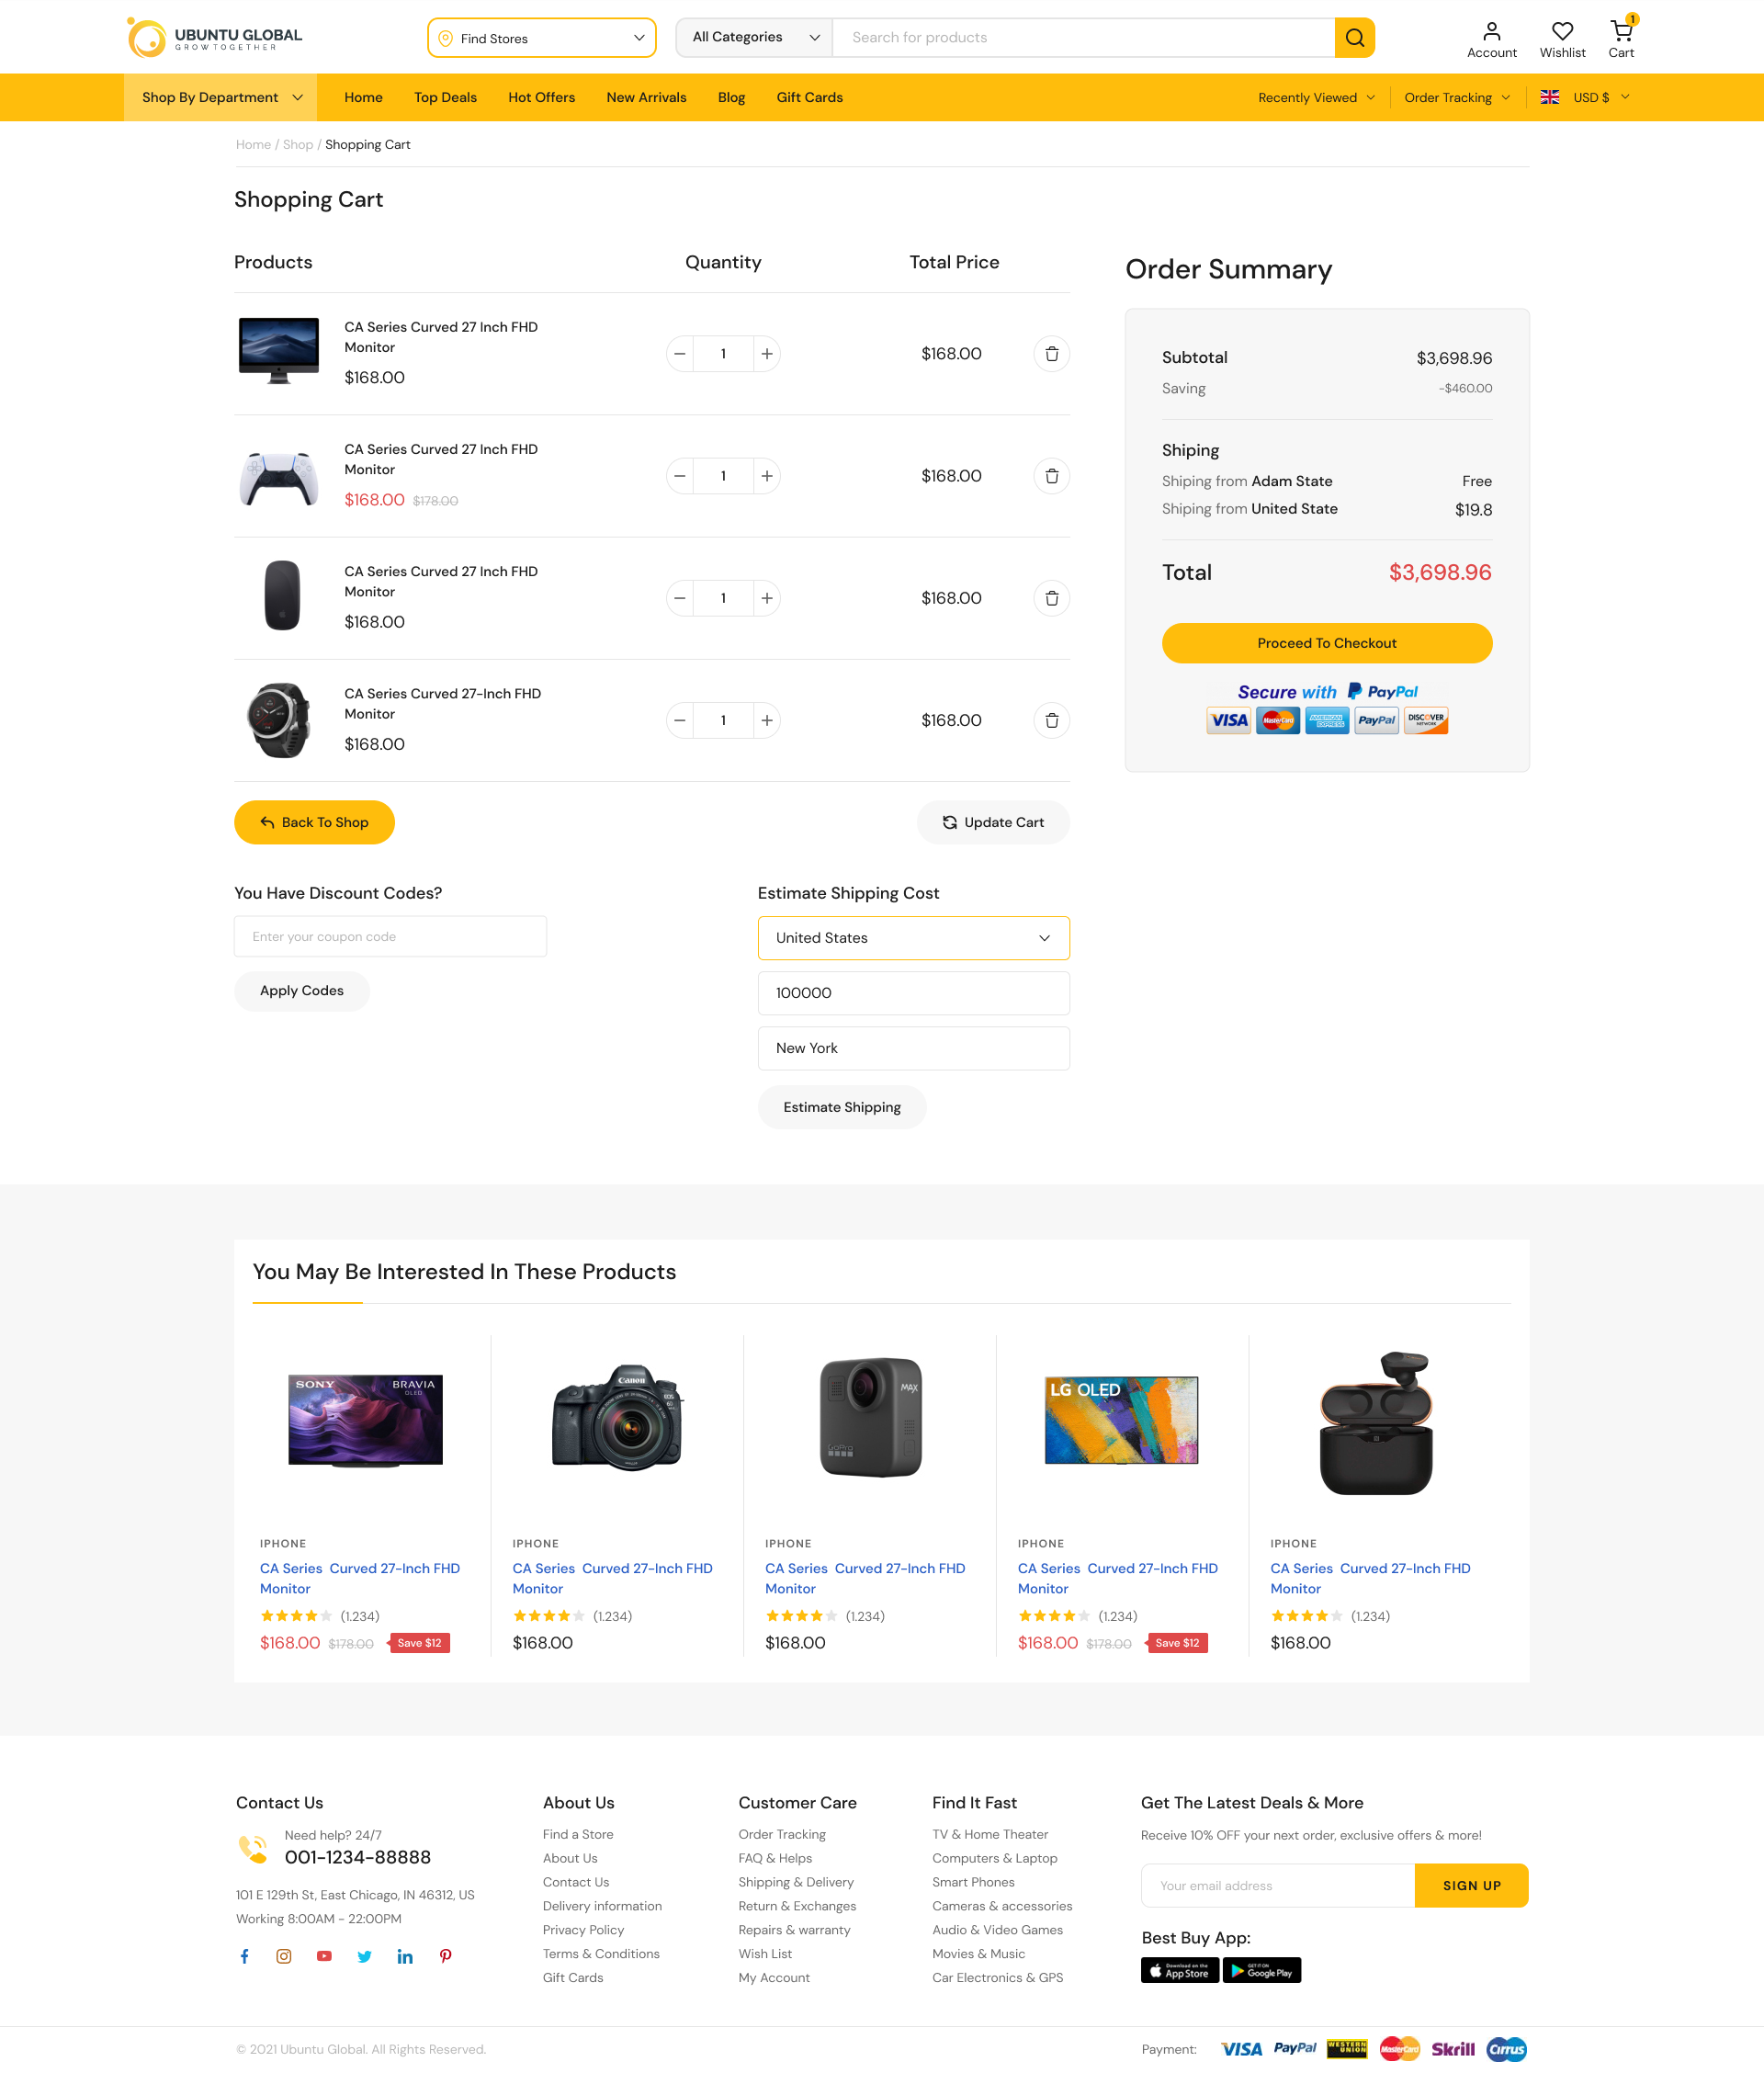 UBUNTU GLOBAL
GROW TOGETHER
Find Stores
All Categories
Search for products
Account
Wishlist
1
Cart
Shop By Department
Home
Top Deals
Hot Offers
New Arrivals
Blog
Gift Cards
Recently Viewed
Order Tracking
USD $
Home / Shop / Shopping Cart
Shopping Cart
Products
Quantity
Total Price
CA Series Curved 27 Inch FHD
Monitor
$168.00
1
$168.00
CA Series Curved 27 Inch FHD
Monitor
$168.00 $178.00
1
$168.00
CA Series Curved 27 Inch FHD
Monitor
$168.00
1
$168.00
CA Series Curved 27-Inch FHD
Monitor
$168.00
1
$168.00
Back To Shop
Update Cart
Order Summary
Subtotal $3,698.96
Saving -$460.00
Shiping
Shiping from Adam State Free
Shiping from United State $19.8
Total $3,698.96
Proceed To Checkout
Secure with PayPal
VISA
MasterCard
AMERICAN EXPRESS
PayPal
DISCOVER NETWORK
You Have Discount Codes?
Enter your coupon code
Apply Codes
Estimate Shipping Cost
United States
100000
New York
Estimate Shipping
You May Be Interested In These Products
SONY BRAVIA
OLED
IPHONE
CA Series Curved 27-Inch FHD
Monitor
(1.234)
$168.00 $178.00 Save $12
Canon
EOS
6D
IPHONE
CA Series Curved 27-Inch FHD
Monitor
(1.234)
$168.00
MAX
GoPro
IPHONE
CA Series Curved 27-Inch FHD
Monitor
(1.234)
$168.00
LG OLED
IPHONE
CA Series Curved 27-Inch FHD
Monitor
(1.234)
$168.00 $178.00 Save $12
IPHONE
CA Series Curved 27-Inch FHD
Monitor
(1.234)
$168.00
Contact Us
Need help? 24/7
001-1234-88888
101 E 129th St, East Chicago, IN 46312, US
Working 8:00AM - 22:00PM
About Us
Find a Store
About Us
Contact Us
Delivery information
Privacy Policy
Terms & Conditions
Gift Cards
Customer Care
Order Tracking
FAQ & Helps
Shipping & Delivery
Return & Exchanges
Repairs & warranty
Wish List
My Account
Find It Fast
TV & Home Theater
Computers & Laptop
Smart Phones
Cameras & accessories
Audio & Video Games
Movies & Music
Car Electronics & GPS
Get The Latest Deals & More
Receive 10% OFF your next order, exclusive offers & more!
Your email address
SIGN UP
Best Buy App:
Download on the
App Store
GET IT ON
Google Play
© 2021 Ubuntu Global. All Rights Reserved.
Payment:
VISA
PayPal
WESTERN UNION
MasterCard
Skrill
Cirrus